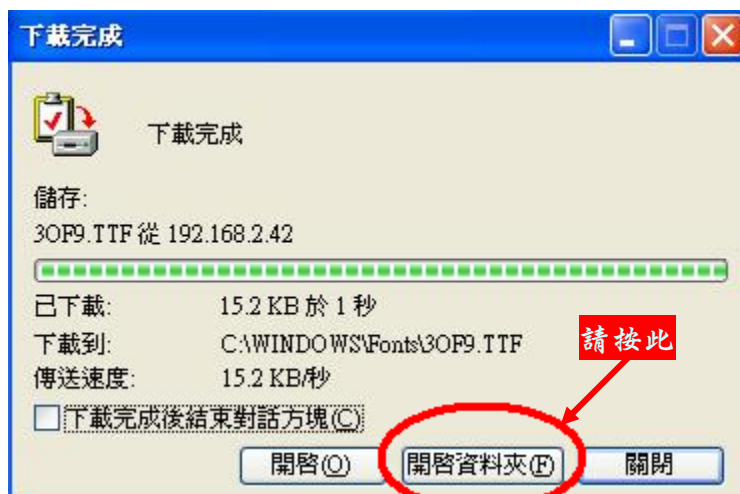 下載完成
下載完成
儲存:
3OF9.TTF 從 192.168.2.42
已下載: 15.2 KB 於 1 秒
下載到: C:\WINDOWS\Fonts\3OF9.TTF
請按此
傳送速度: 15.2 KB/秒
下載完成後結束對話方塊(C)
開啓(O) 開啓資料夾(F) 關閉